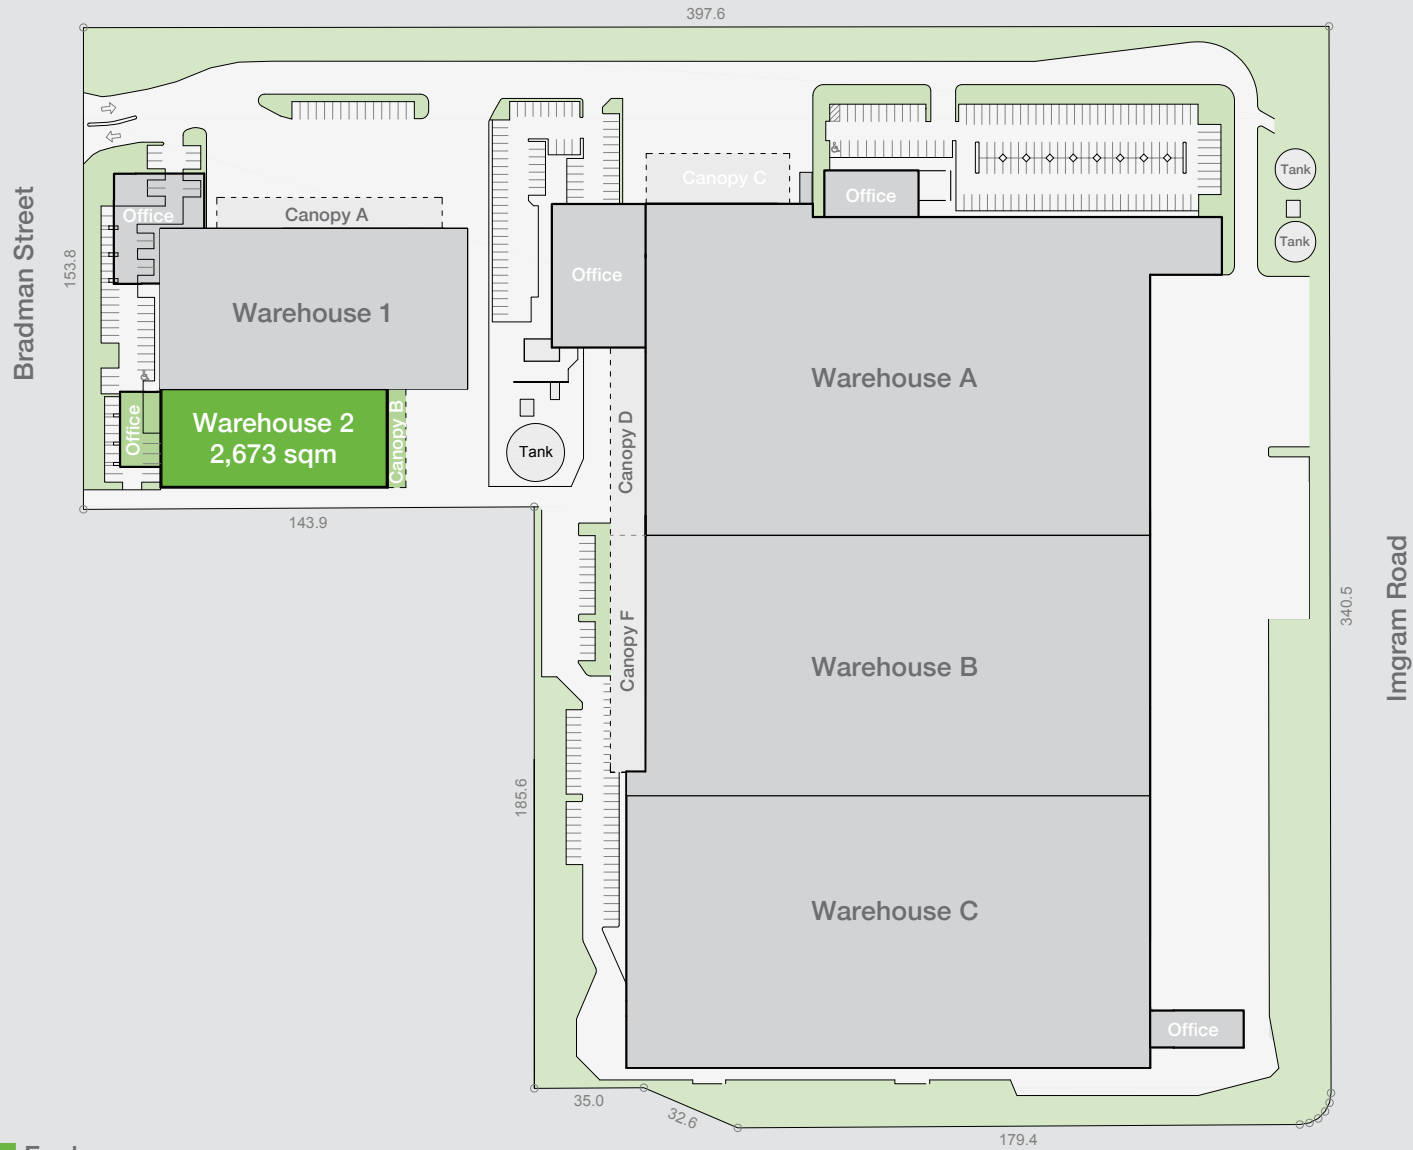 397.6
Bradman Street
153.8
Office
Canopy A
Canopy C
Office
Tank
Tank
Office
Warehouse 1
Warehouse A
Office
Warehouse 2
2,673 sqm
Canopy B
Canopy D
Tank
143.9
Imgram Road
340.5
Canopy F
Warehouse B
185.6
Warehouse C
Office
35.0
32.6
179.4